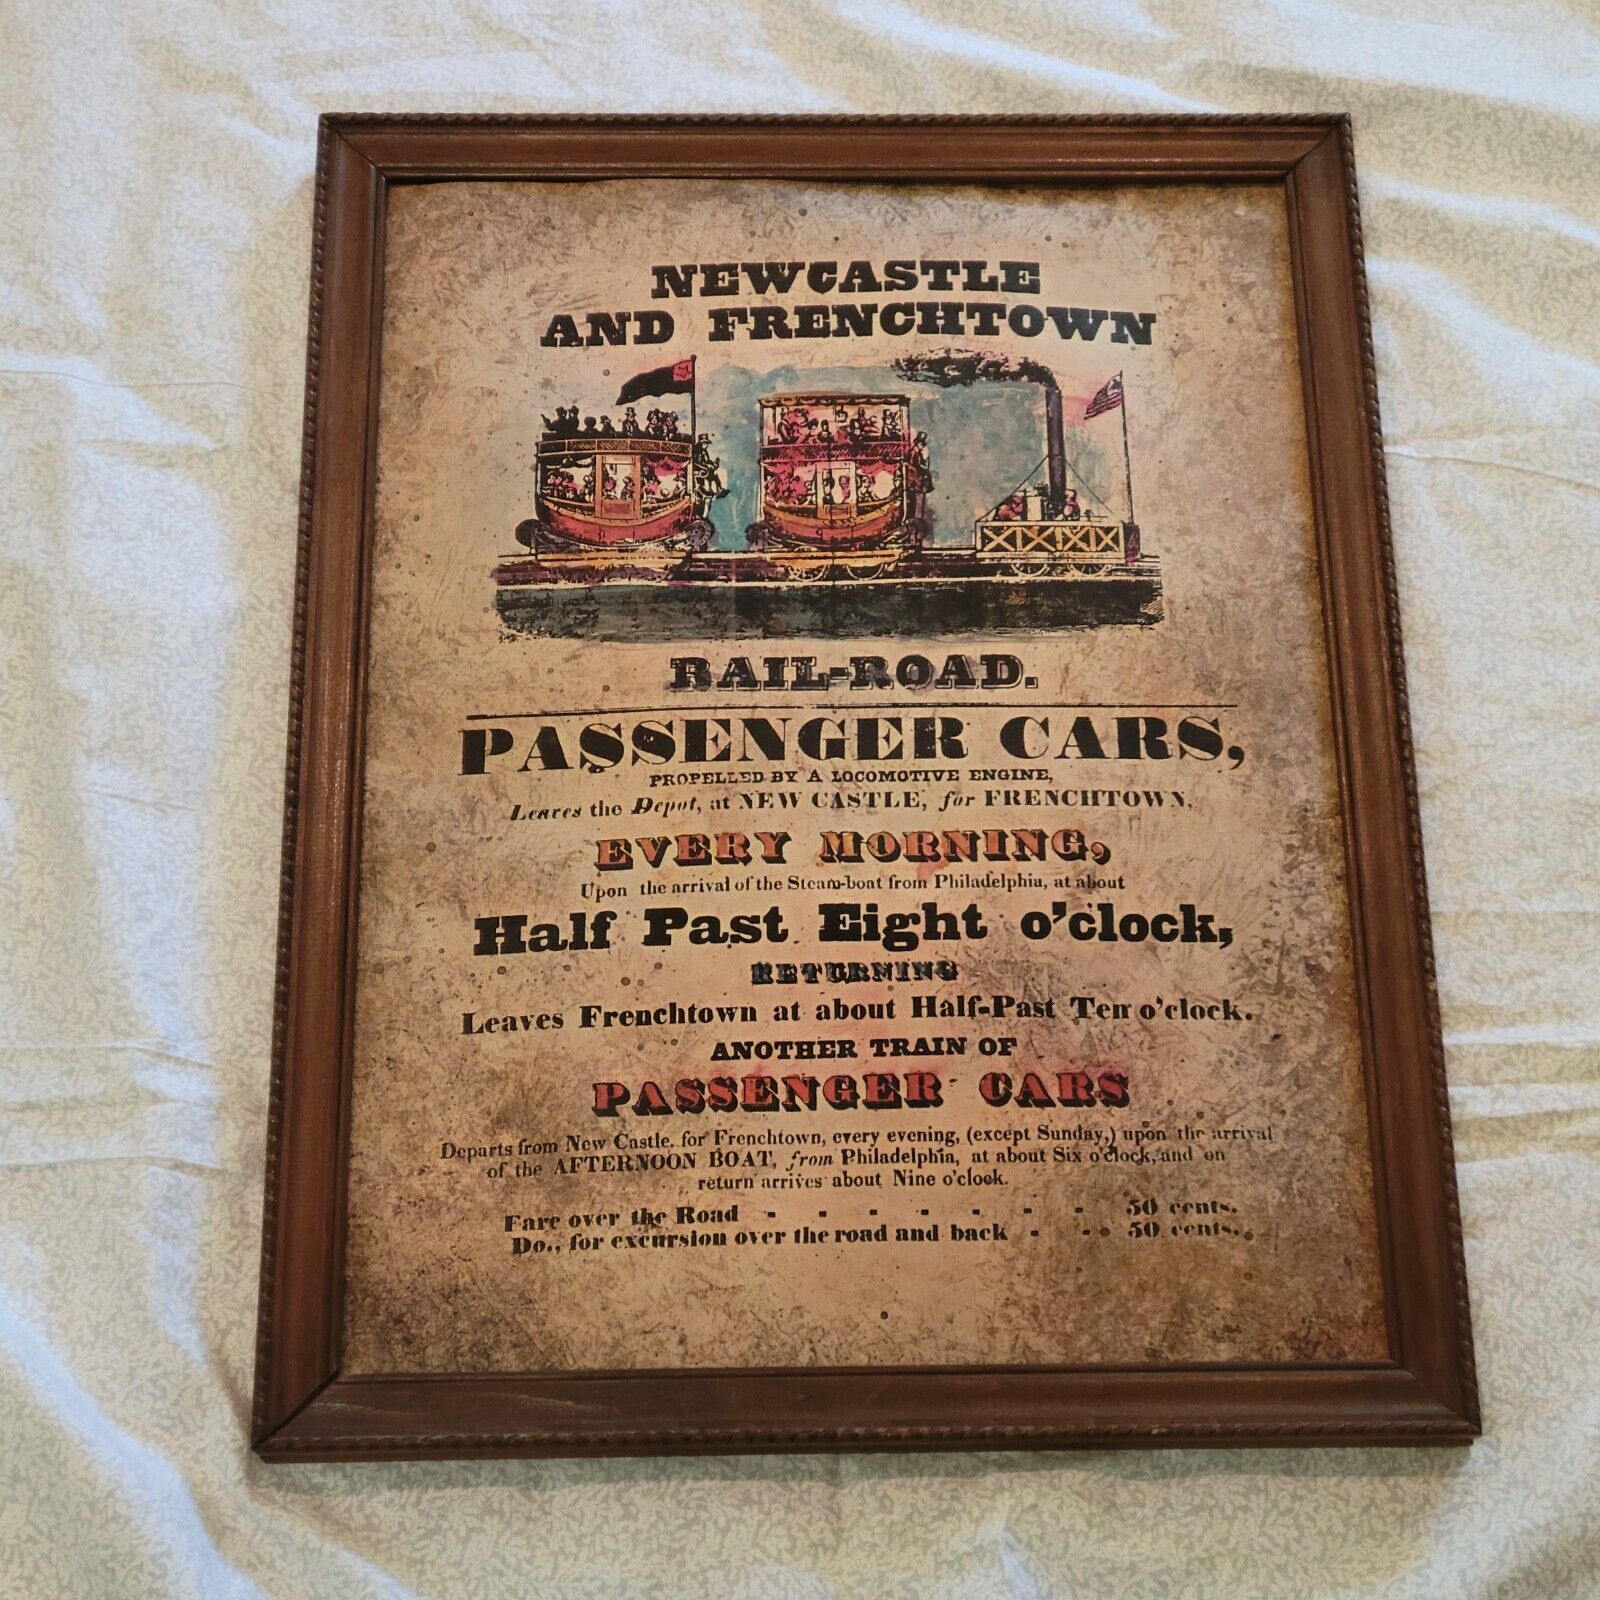 NEWCASTLE
AND FRENCHTOWN
RAIL-ROAD.
PASSENGER CARS,
PROPELLED BY A LOCOMOTIVE ENGINE,
Leaves the Depot, at NEW CASTLE, for FRENCHTOWN,
EVERY MORNING,
Upon the arrival of the Steam-boat from Philadelphia, at about
Half Past Eight o'clock,
RETURNING
Leaves Frenchtown at about Half-Past Ten o'clock.
ANOTHER TRAIN OF
PASSENGER CARS
Departs from New Castle, for Frenchtown, every evening, (except Sunday,) upon the arrival
of the AFTERNOON BOAT, from Philadelphia, at about Six o'clock, and on
return arrives about Nine o'clock.
Fare over the Road - - - - - - - 50 cents.
Do., for excursion over the road and back - - 50 cents.